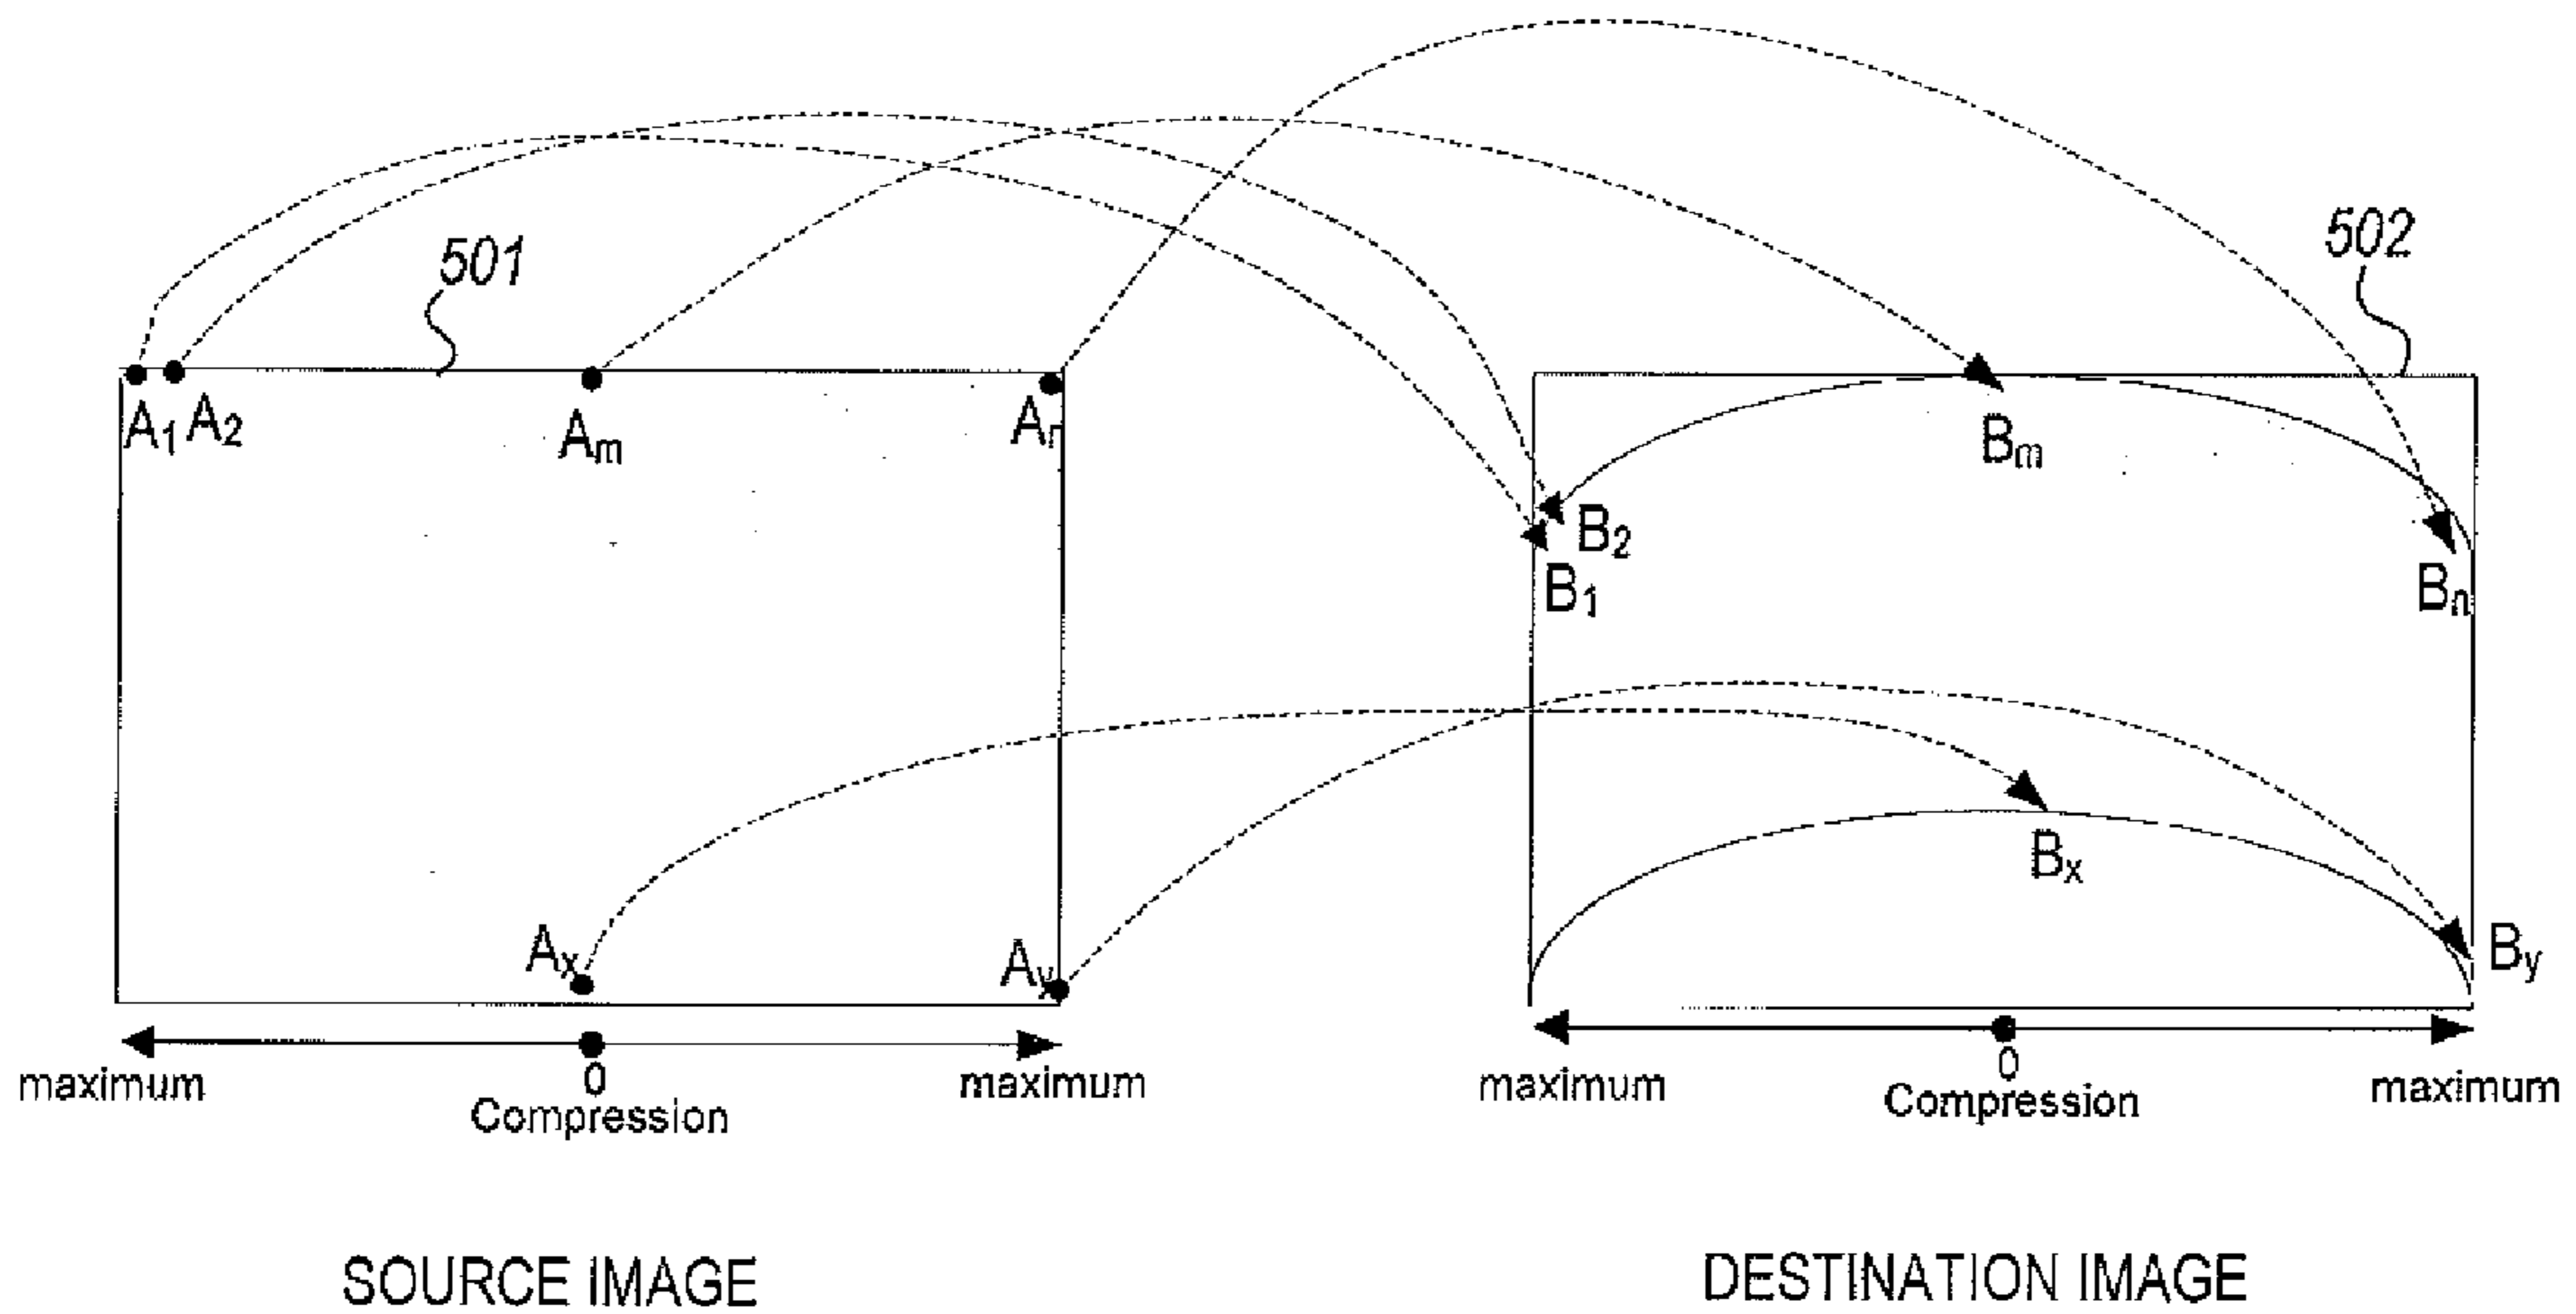 501
502
A1 A2
Am
An
Bm
B2
B1
Bn
Bx
Ax
Ay
By
maximum
0
Compression
maximum
maximum
0
Compression
maximum
SOURCE IMAGE
DESTINATION IMAGE